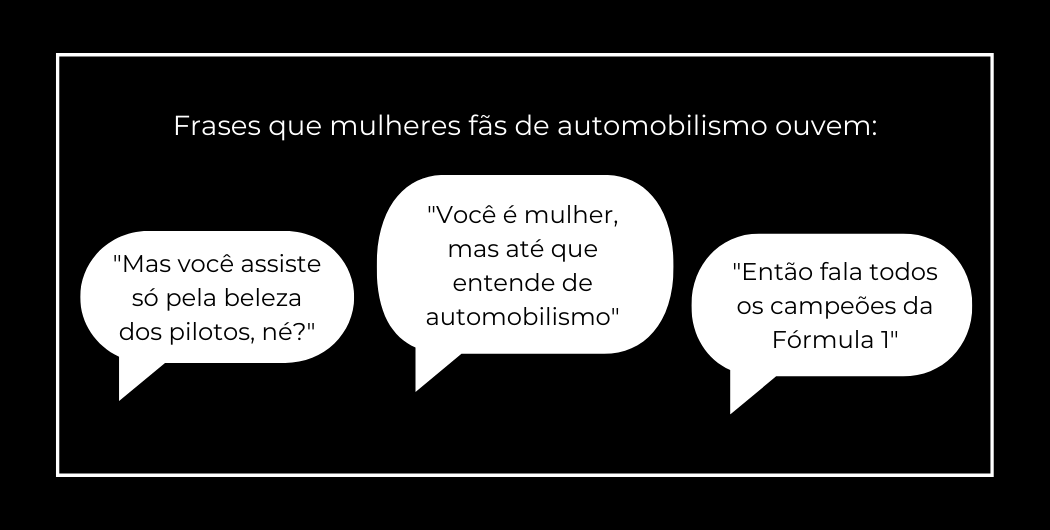 Frases que mulheres fãs de automobilismo ouvem:
"Mas você assiste
só pela beleza
dos pilotos, né?"
"Você é mulher,
mas até que
entende de
automobilismo"
"Então fala todos
os campeões da
Fórmula 1"